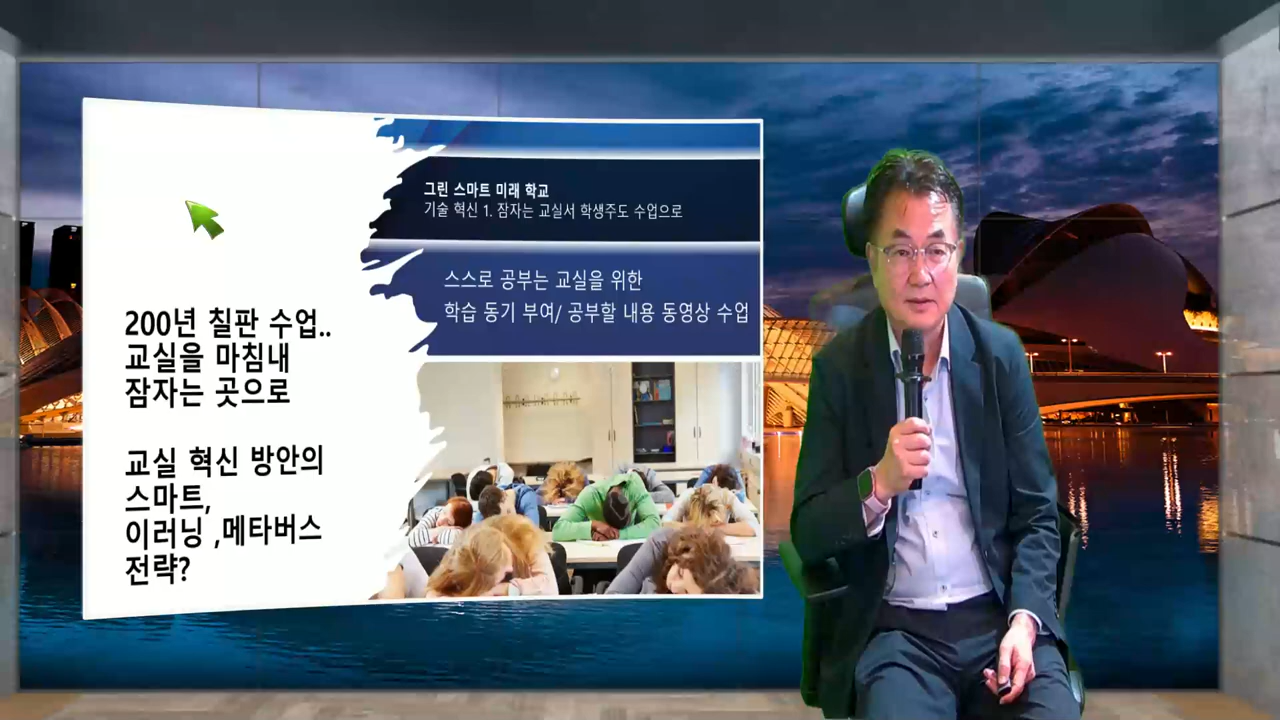 그린 스마트 미래 학교
기술 혁신 1. 잠자는 교실서 학생주도 수업으로
스스로 공부는 교실을 위한
학습 동기 부여/ 공부할 내용 동영상 수업
200년 칠판 수업..
교실을 마침내
잠자는 곳으로
교실 혁신 방안의
스마트,
이러닝 ,메타버스
전략?